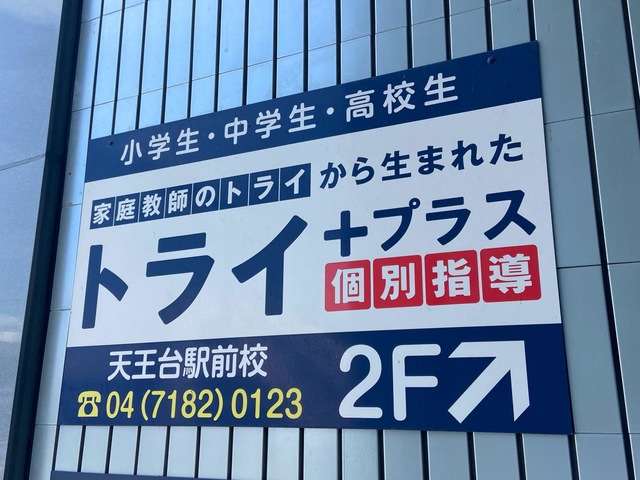 小学生・中学生・高校生
家庭教師のトライから生まれた
トライ+プラス
個別指導
天王台駅前校
☎04(7182)0123
2F↗